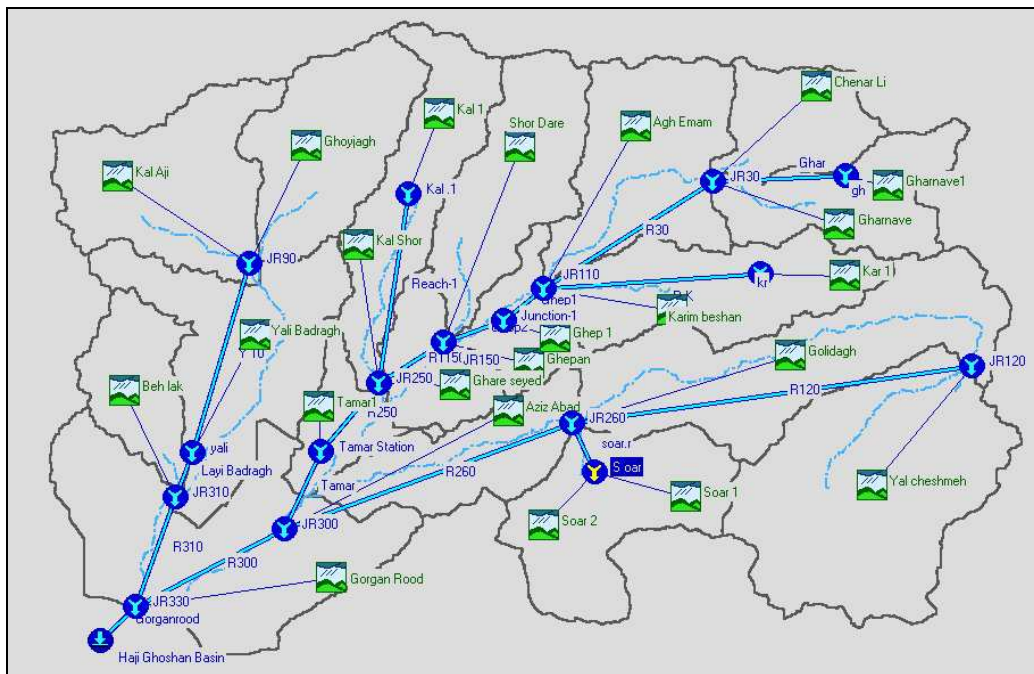 Chenar Li
Kal 1
Shor Dare
Agh Emam
Ghoyjagh
Kal Aji
Ghar
gh
Gharnave1
JR30
Kal .1
Gharnave
R30
Kal Shor
JR90
JR110
Kar 1
kr
Reach-1
Ghep1
Karim beshan
Junction-1
Yali Badragh
Ghep 1
Golidagh
R1150
JR150
Ghepan
JR120
Beh lak
JR250
Ghare seyed
R120
Tamar1
R250
Aziz Abad
JR260
yali
Tamar Station
soar.r
Layi Badragh
R260
S oar
Tamar
Yal cheshmeh
JR310
Soar 1
Soar 2
JR300
R310
R300
Gorgan Rood
JR330
Gorganrood
Haji Ghoshan Basin